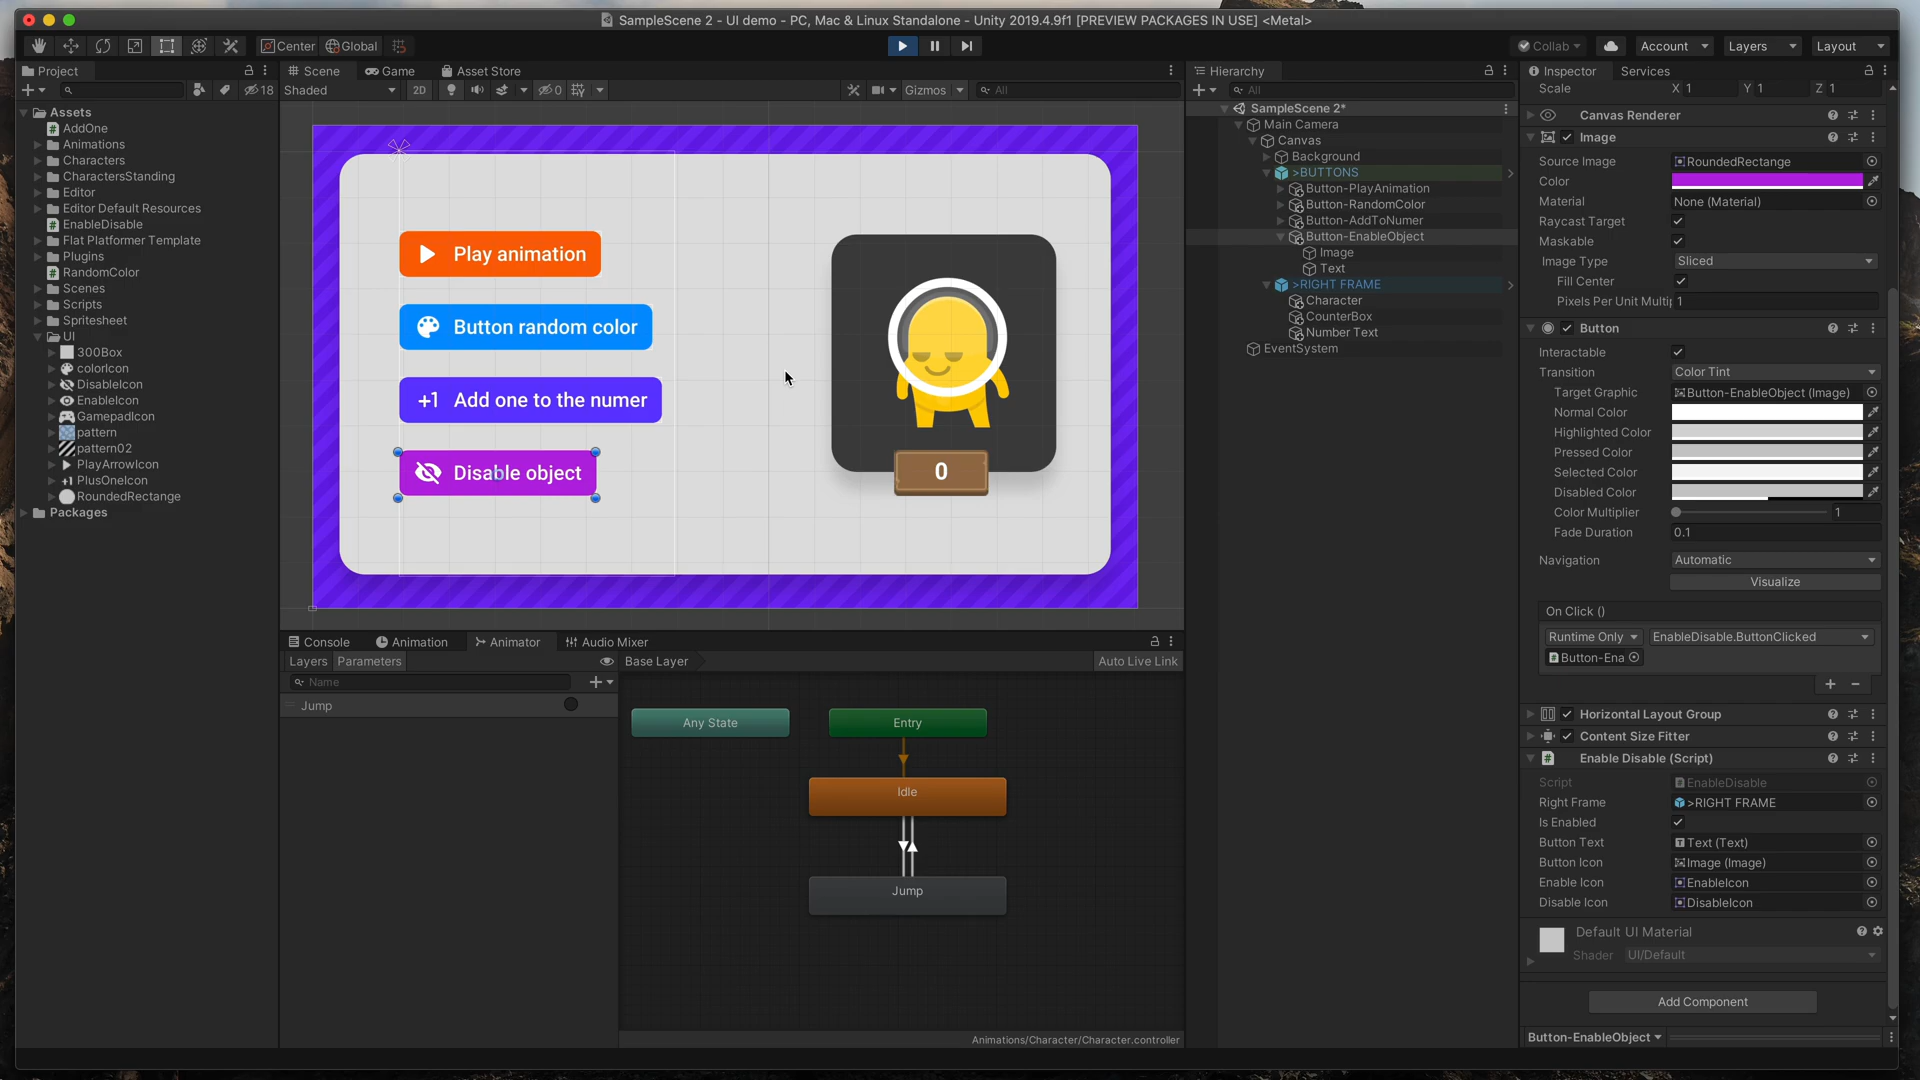 SampleScene 2 - UI demo - PC, Mac & Linux Standalone - Unity 2019.4.9f1 [PREVIEW PACKAGES IN USE] <Metal>
Center
Global
Collab
Account
Layers
Layout
Project
18
Assets
AddOne
Animations
Characters
CharactersStanding
Editor
Editor Default Resources
EnableDisable
Flat Platformer Template
Plugins
RandomColor
Scenes
Scripts
Spritesheet
UI
300Box
colorIcon
DisableIcon
EnableIcon
GamepadIcon
pattern
pattern02
PlayArrowIcon
PlusOneIcon
RoundedRectangle
Packages
Scene
Game
Asset Store
Shaded
2D
0
Gizmos
All
Play animation
Button random color
+1 Add one to the numer
Disable object
0
Console
Animation
Animator
Audio Mixer
Layers
Parameters
Base Layer
Auto Live Link
Name
Jump
Any State
Entry
Idle
Jump
Animations/Character/Character.controller
Hierarchy
All
SampleScene 2*
Main Camera
Canvas
Background
>BUTTONS
Button-PlayAnimation
Button-RandomColor
Button-AddToNumer
Button-EnableObject
Image
Text
>RIGHT FRAME
Character
CounterBox
Number Text
EventSystem
Inspector
Services
Scale X 1 Y 1 Z 1
Canvas Renderer
Image
Source Image RoundedRectange
Color
Material None (Material)
Raycast Target
Maskable
Image Type Sliced
Fill Center
Pixels Per Unit Multip 1
Button
Interactable
Transition Color Tint
Target Graphic Button-EnableObject (Image)
Normal Color
Highlighted Color
Pressed Color
Selected Color
Disabled Color
Color Multiplier 1
Fade Duration 0.1
Navigation Automatic
Visualize
On Click ()
Runtime Only EnableDisable.ButtonClicked
Button-Ena
Horizontal Layout Group
Content Size Fitter
Enable Disable (Script)
Script EnableDisable
Right Frame >RIGHT FRAME
Is Enabled
Button Text Text (Text)
Button Icon Image (Image)
Enable Icon EnableIcon
Disable Icon DisableIcon
Default UI Material
Shader UI/Default
Add Component
Button-EnableObject